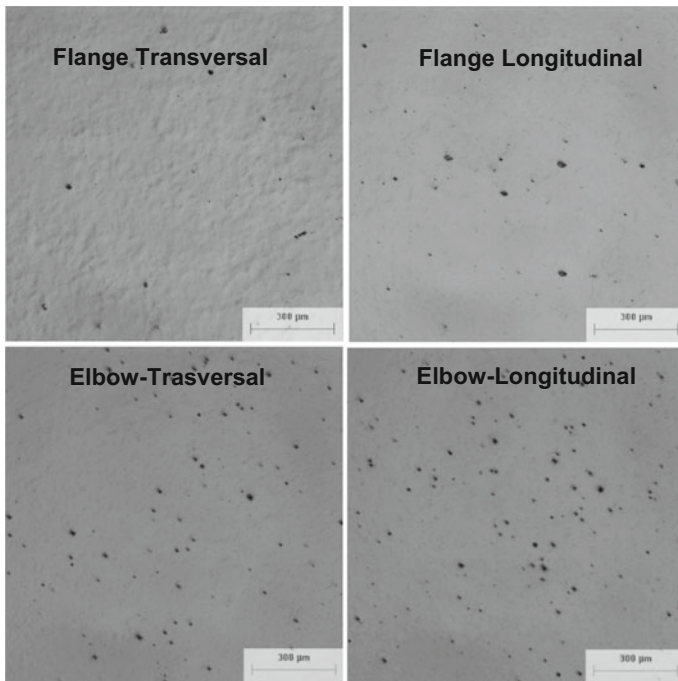 Flange Transversal
Flange Longitudinal
300 µm
300 µm
Elbow-Trasversal
Elbow-Longitudinal
300 µm
300 µm